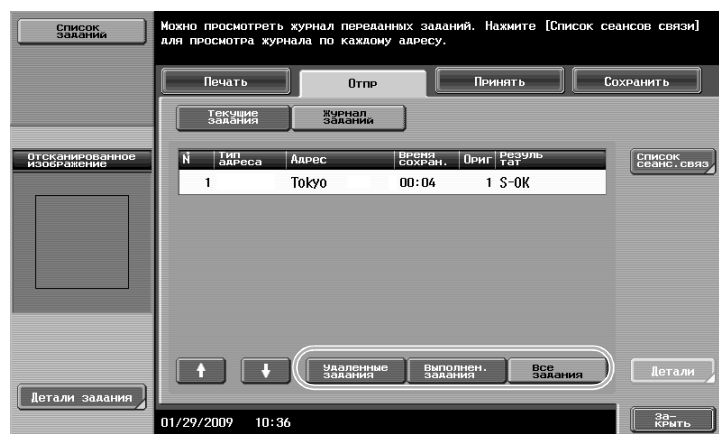 Список
заданий
Можно просмотреть журнал переданных заданий. Нажмите [Список сеансов связи]
для просмотра журнала по каждому адресу.
Печать
Отпр
Принять
Сохранить
Текущие
задания
Журнал
заданий
Отсканированное
изображение
№ Тип адреса Адрес Время сохран. Ориг Результат
1 Tokyo 00:04 1 S-OK
Список
сеанс.связ
Удаленные
задания
Выполнен.
задания
Все
задания
Детали
Детали задания
01/29/2009 10:36
За-
крыть